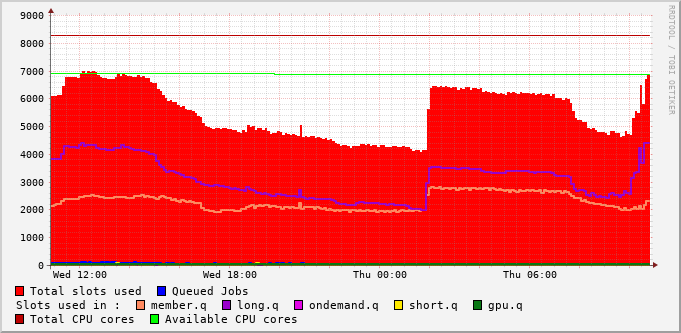 RRDTOOL / TOBI OETIKER
9000
8000
7000
6000
5000
4000
3000
2000
1000
0
Wed 12:00 Wed 18:00 Thu 00:00 Thu 06:00
Total slots used Queued Jobs
Slots used in : member.q long.q ondemand.q short.q gpu.q
Total CPU cores Available CPU cores